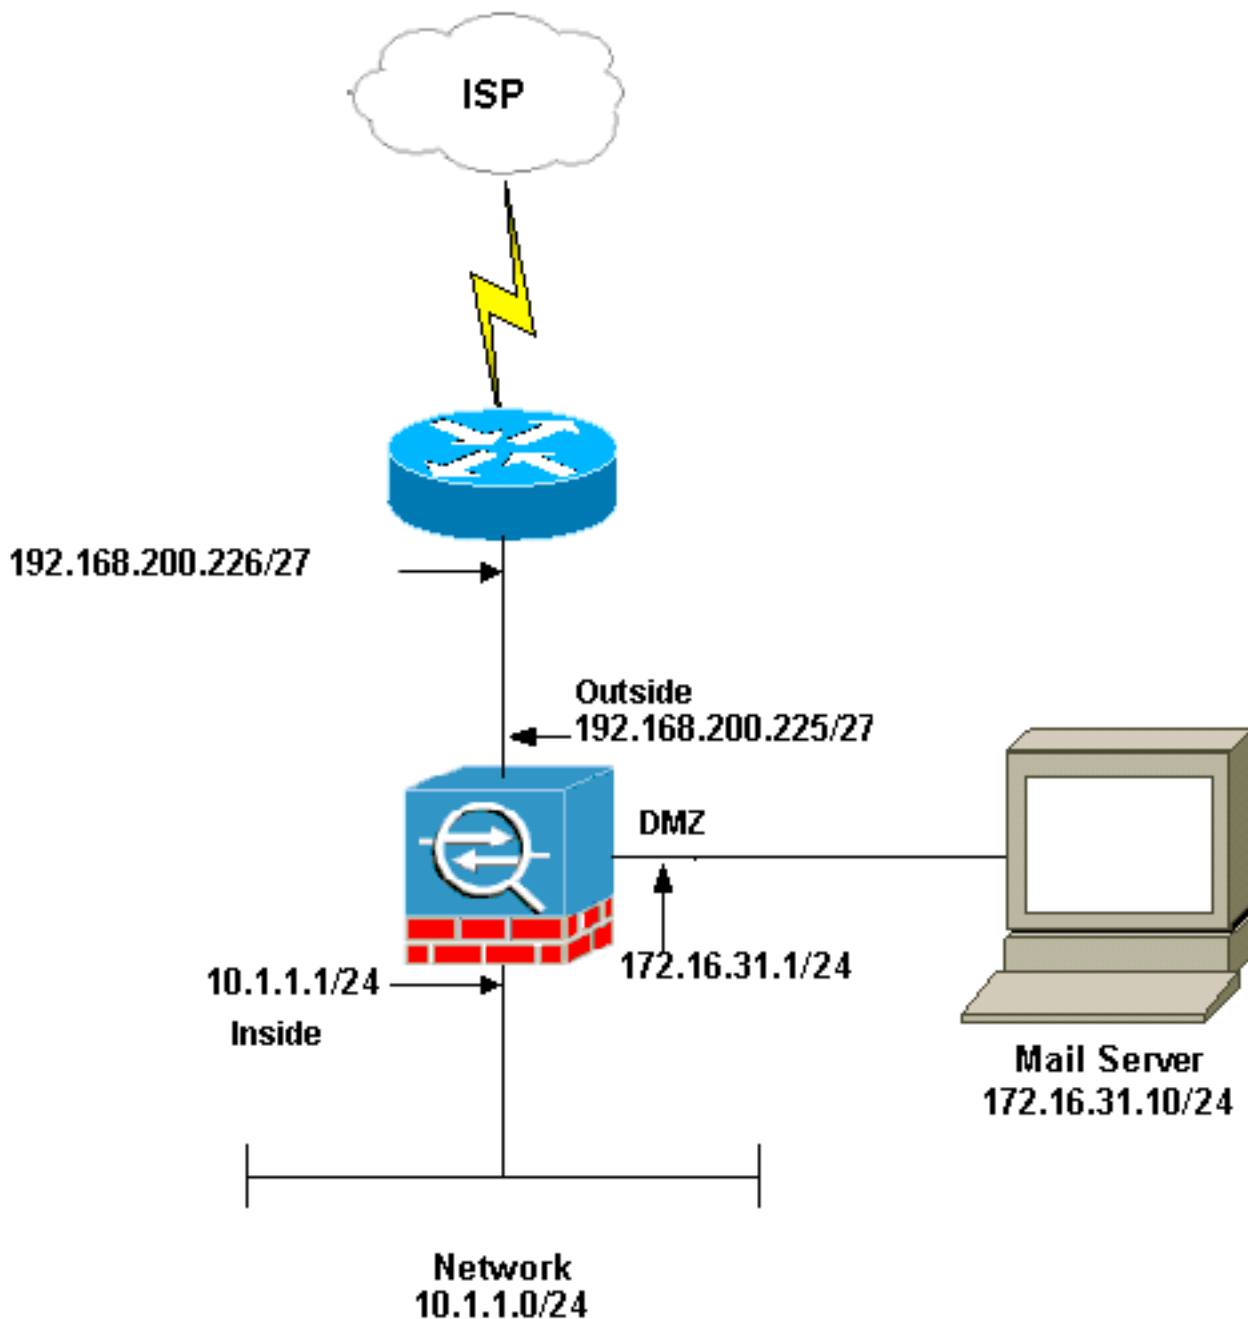 ISP
192.168.200.226/27
Outside
192.168.200.225/27
DMZ
172.16.31.1/24
10.1.1.1/24
Inside
Mail Server
172.16.31.10/24
Network
10.1.1.0/24